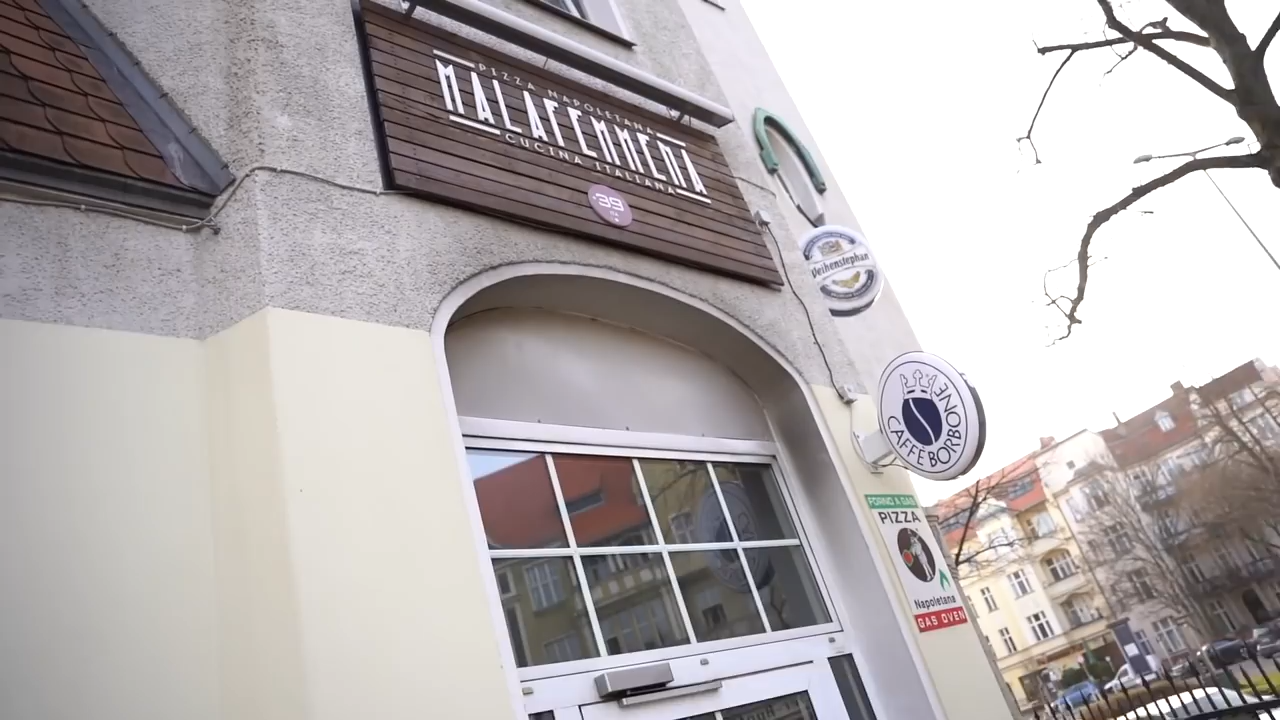 PIZZA NAPOLETANA
MALAFEMMENA
CUCINA ITALIANA
39
Weihenstephan
CAFFÈ BORBONE
FORNO A GAS
PIZZA
Napoletana
GAS OVEN